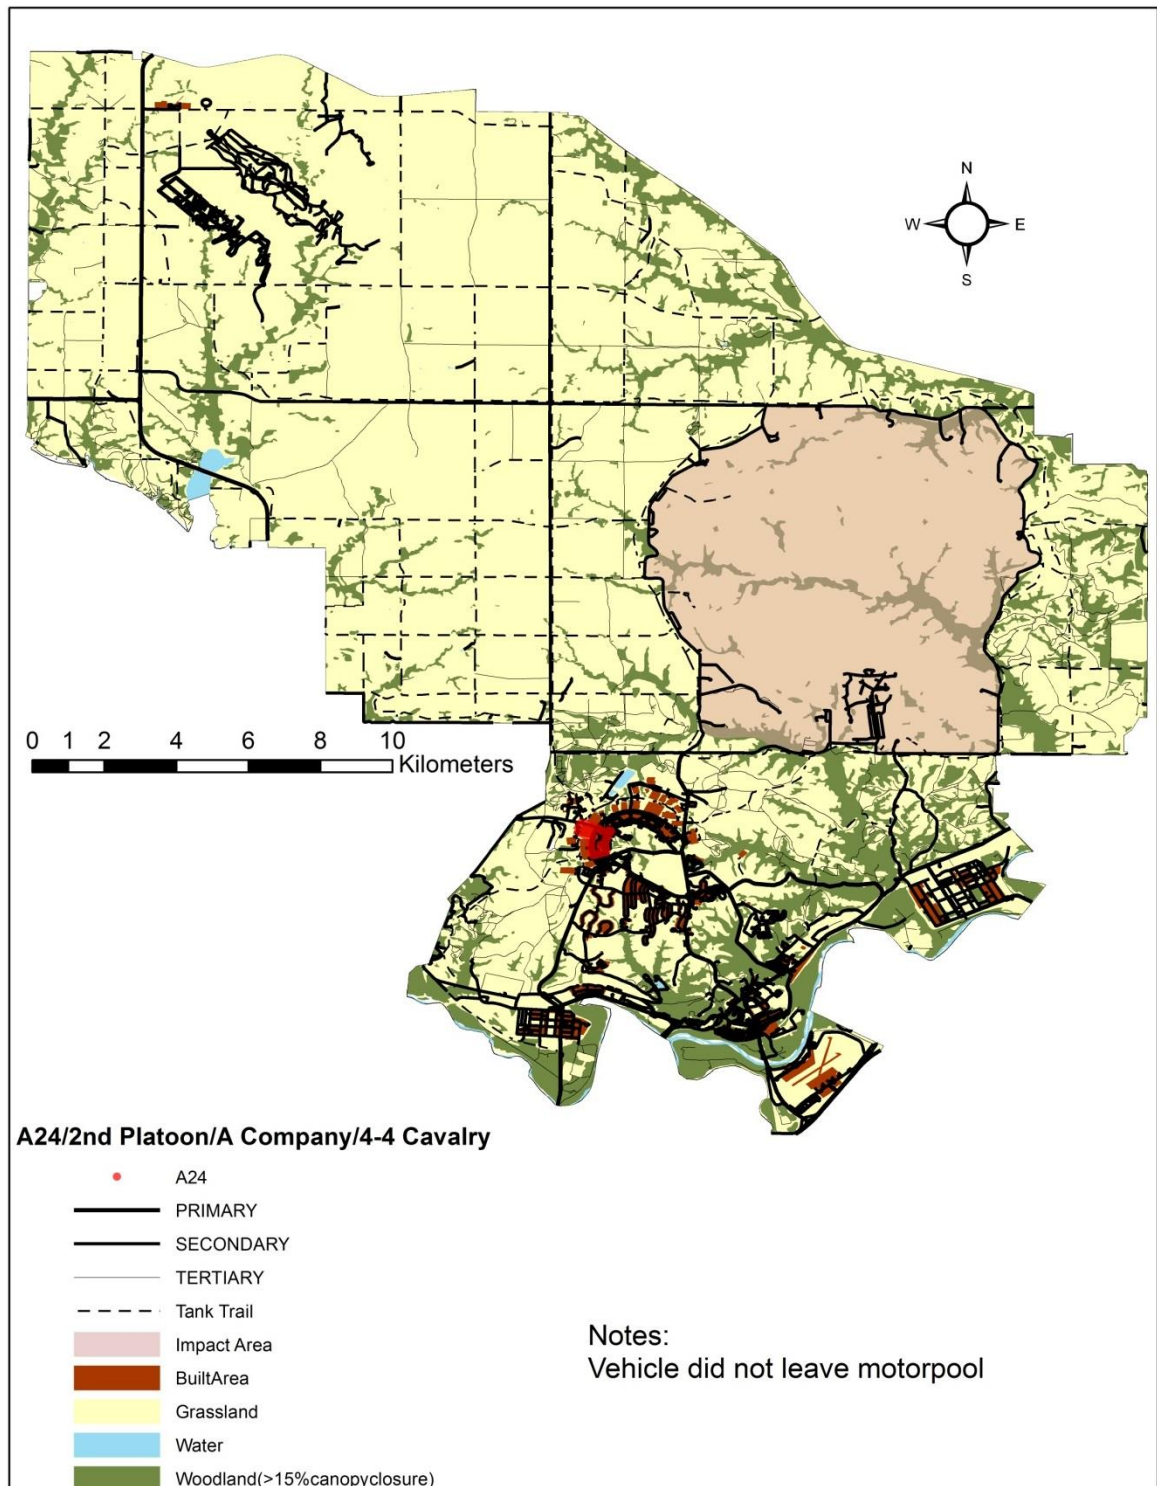 N
W E
S
0 1 2 4 6 8 10
Kilometers
A24/2nd Platoon/A Company/4-4 Cavalry
A24
PRIMARY
SECONDARY
TERTIARY
Tank Trail
Impact Area
BuiltArea
Grassland
Water
Woodland(>15%canopyclosure)
Notes:
Vehicle did not leave motorpool